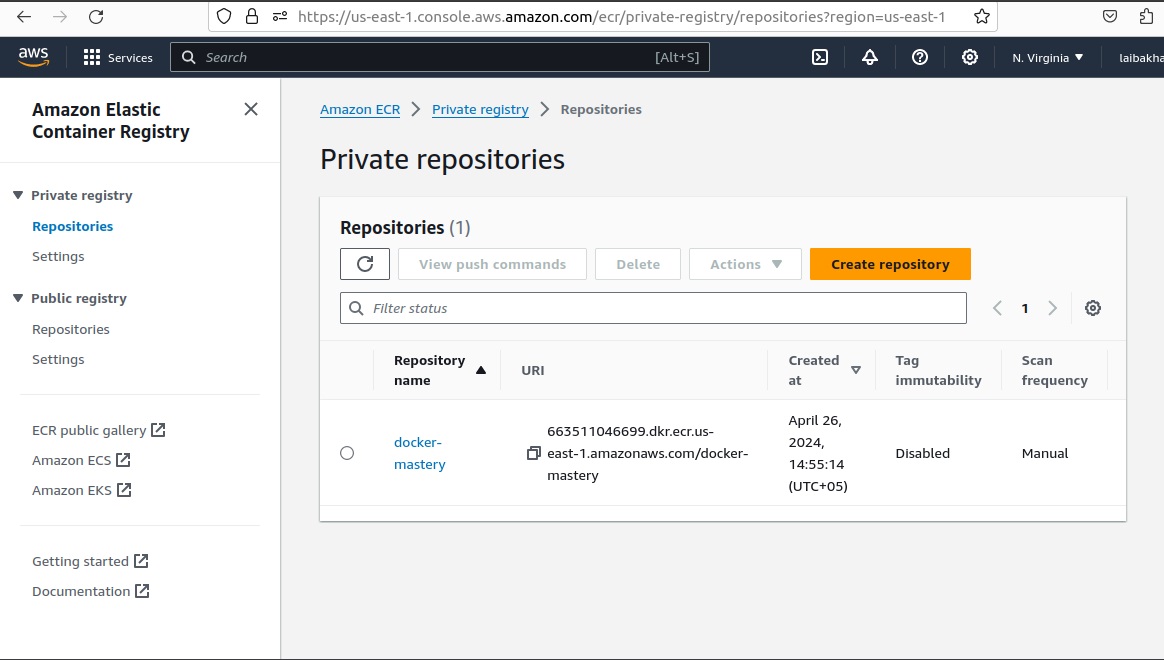 https://us-east-1.console.aws.amazon.com/ecr/private-registry/repositories?region=us-east-1
aws
Services
Search
[Alt+S]
N. Virginia
laibakha
Amazon Elastic
Container Registry
Private registry
Repositories
Settings
Public registry
Repositories
Settings
ECR public gallery
Amazon ECS
Amazon EKS
Getting started
Documentation
Amazon ECR
Private registry
Repositories
Private repositories
Repositories (1)
View push commands
Delete
Actions
Create repository
Filter status
1
Repository
name
URI
Created
at
Tag
immutability
Scan
frequency
docker-
mastery
663511046699.dkr.ecr.us-
east-1.amazonaws.com/docker-
mastery
April 26,
2024,
14:55:14
(UTC+05)
Disabled
Manual